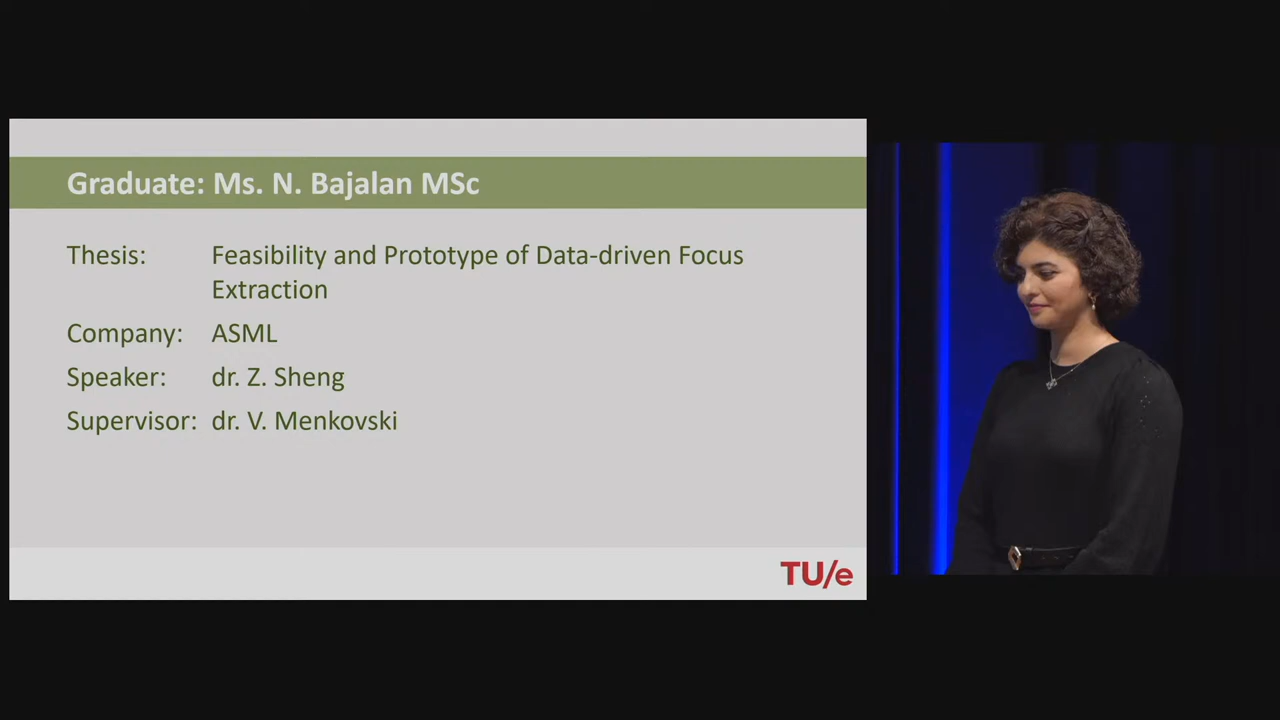 Graduate: Ms. N. Bajalan MSc
Thesis: Feasibility and Prototype of Data-driven Focus
Extraction
Company: ASML
Speaker: dr. Z. Sheng
Supervisor: dr. V. Menkovski
TU/e